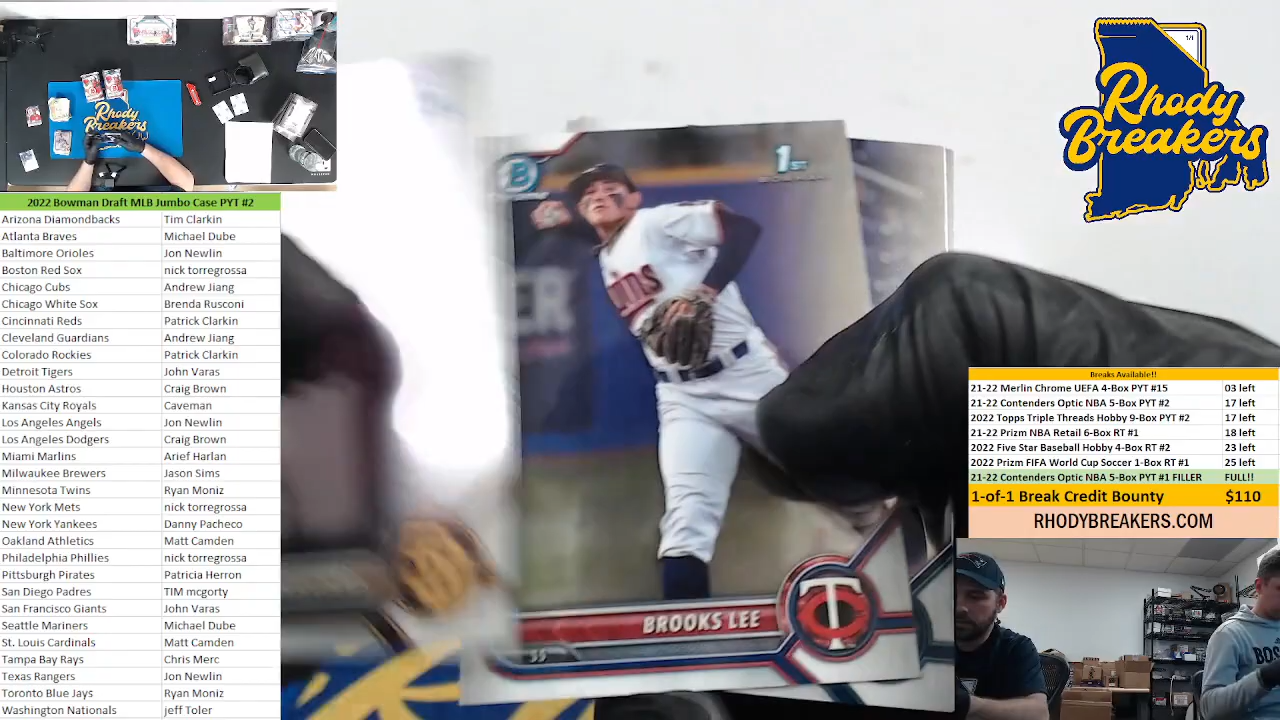 2022 Bowman Draft MLB Jumbo Case PYT #2
Arizona Diamondbacks Tim Clarkin
Atlanta Braves Michael Dube
Baltimore Orioles Jon Newlin
Boston Red Sox nick torregrossa
Chicago Cubs Andrew Jiang
Chicago White Sox Brenda Rusconi
Cincinnati Reds Patrick Clarkin
Cleveland Guardians Andrew Jiang
Colorado Rockies Patrick Clarkin
Detroit Tigers John Varas
Houston Astros Craig Brown
Kansas City Royals Caveman
Los Angeles Angels Jon Newlin
Los Angeles Dodgers Craig Brown
Miami Marlins Arief Harlan
Milwaukee Brewers Jason Sims
Minnesota Twins Ryan Moniz
New York Mets nick torregrossa
New York Yankees Danny Pacheco
Oakland Athletics Matt Camden
Philadelphia Phillies nick torregrossa
Pittsburgh Pirates Patricia Herron
San Diego Padres TIM mcgorty
San Francisco Giants John Varas
Seattle Mariners Michael Dube
St. Louis Cardinals Matt Camden
Tampa Bay Rays Chris Merc
Texas Rangers Jon Newlin
Toronto Blue Jays Ryan Moniz
Washington Nationals jeff Toler
Rhody
Breakers
B
1ST
BROOKS LEE
SS
TC
1/1
Rhody
Breakers
Breaks Available!!
21-22 Merlin Chrome UEFA 4-Box PYT #15 03 left
21-22 Contenders Optic NBA 5-Box PYT #2 17 left
2022 Topps Triple Threads Hobby 9-Box PYT #2 17 left
21-22 Prizm NBA Retail 6-Box RT #1 18 left
2022 Five Star Baseball Hobby 4-Box RT #2 23 left
2022 Prizm FIFA World Cup Soccer 1-Box RT #1 25 left
21-22 Contenders Optic NBA 5-Box PYT #1 FILLER FULL!!
1-of-1 Break Credit Bounty $110
RHODYBREAKERS.COM